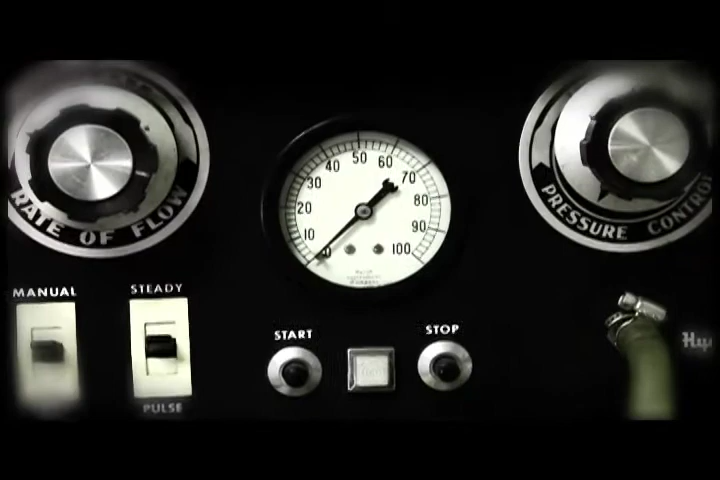 RATE OF FLOW
0 10 20 30 40 50 60 70 80 90 100
PRESSURE CONTROL
MANUAL
STEADY
PULSE
START
STOP